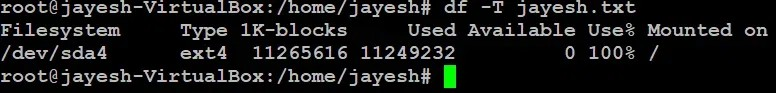 root@jayesh-VirtualBox:/home/jayesh# df -T jayesh.txt
Filesystem     Type 1K-blocks     Used Available Use% Mounted on
/dev/sda4      ext4  11265616 11249232         0 100% /
root@jayesh-VirtualBox:/home/jayesh#